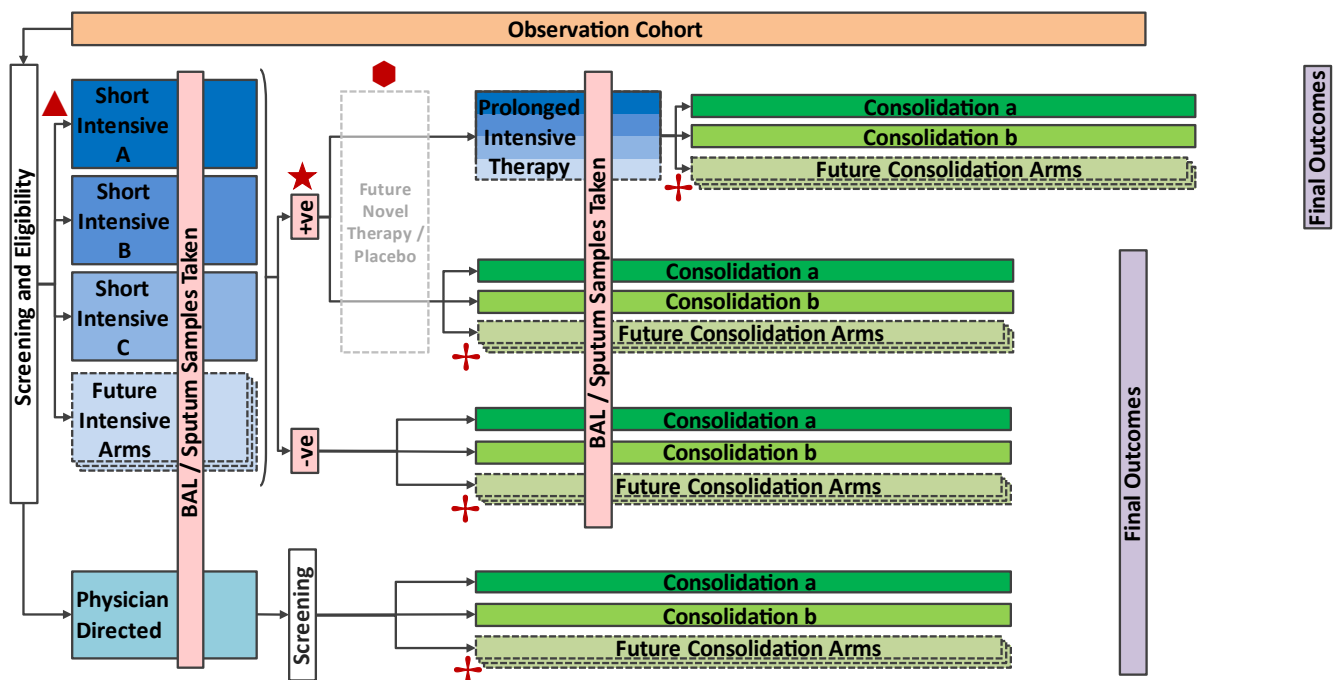 Observation Cohort
Screening and Eligibility
Short
Intensive
A
Short
Intensive
B
Short
Intensive
C
Future
Intensive
Arms
BAL / Sputum Samples Taken
Physician
Directed
+ve
-ve
Screening
Future
Novel
Therapy /
Placebo
Prolonged
Intensive
Therapy
BAL / Sputum Samples Taken
Consolidation a
Consolidation b
Future Consolidation Arms
Consolidation a
Consolidation b
Future Consolidation Arms
Consolidation a
Consolidation b
Future Consolidation Arms
Consolidation a
Consolidation b
Future Consolidation Arms
Final Outcomes
Final Outcomes